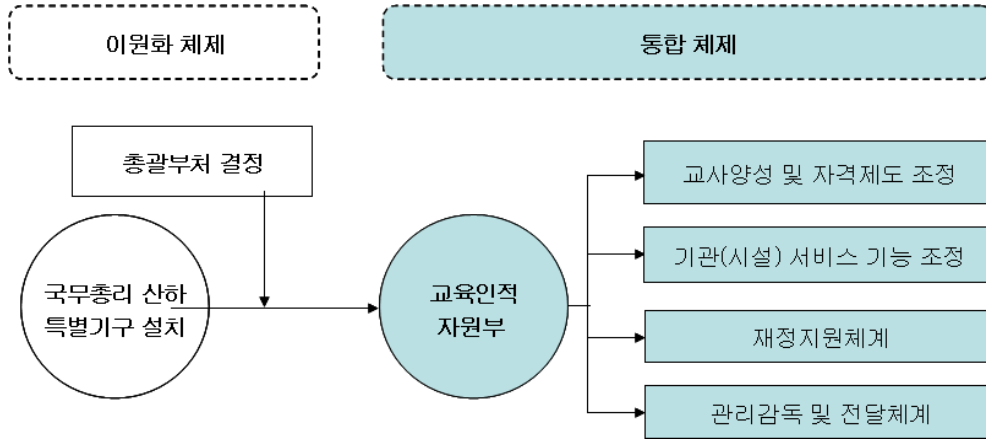 이원화 체제
통합 체제
총괄부처 결정
국무총리 산하
특별기구 설치
교육인적
자원부
교사양성 및 자격제도 조정
기관(시설) 서비스 기능 조정
재정지원체계
관리감독 및 전달체계